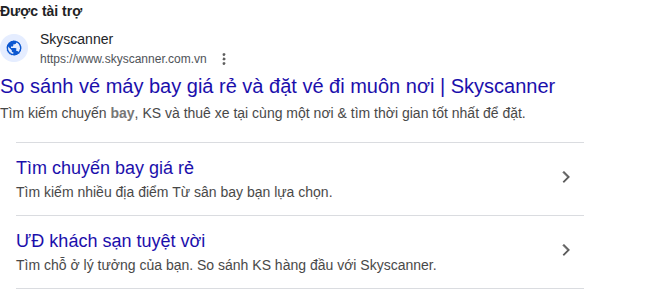 Được tài trợ
Skyscanner
https://www.skyscanner.com.vn
So sánh vé máy bay giá rẻ và đặt vé đi muôn nơi | Skyscanner
Tìm kiếm chuyến bay, KS và thuê xe tại cùng một nơi & tìm thời gian tốt nhất để đặt.
Tìm chuyến bay giá rẻ
Tìm kiếm nhiều địa điểm Từ sân bay bạn lựa chọn.
ƯĐ khách sạn tuyệt vời
Tìm chỗ ở lý tưởng của bạn. So sánh KS hàng đầu với Skyscanner.